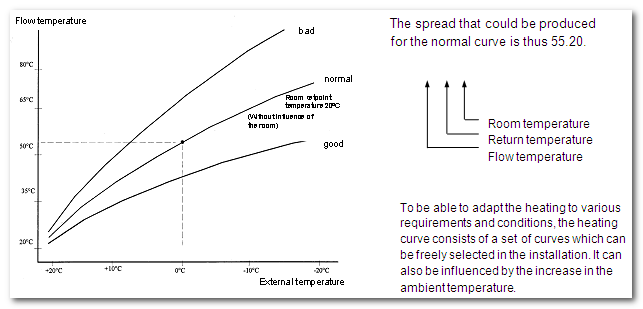 Flow temperature
bad
80°C
normal
65°C
Room setpoint
temperature 20°C
(Without influence of
the room)
50°C
good
35°C
20°C
+20°C
+10°C
0°C
-10°C
-20°C
External temperature
The spread that could be produced
for the normal curve is thus 55.20.
Room temperature
Return temperature
Flow temperature
To be able to adapt the heating to various
requirements and conditions, the heating
curve consists of a set of curves which can
be freely selected in the installation. It can
also be influenced by the increase in the
ambient temperature.